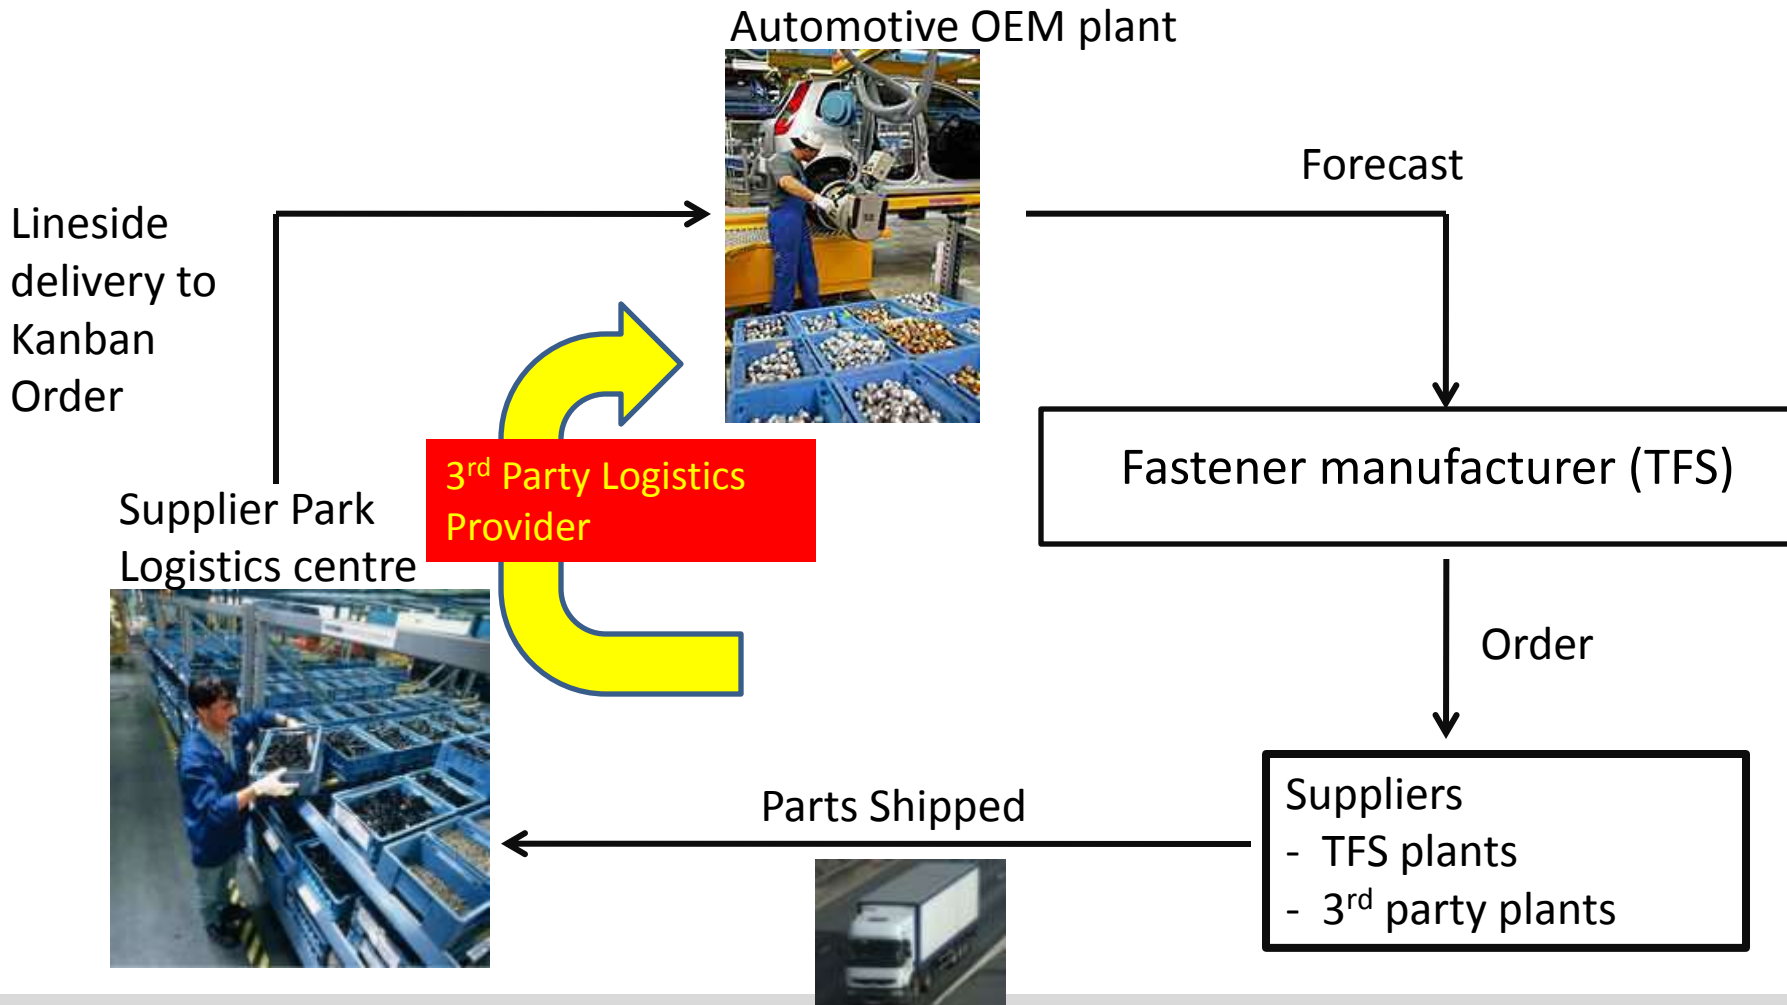 Automotive OEM plant
Forecast
Lineside
delivery to
Kanban
Order
Fastener manufacturer (TFS)
3rd Party Logistics
Provider
Supplier Park
Logistics centre
Order
Parts Shipped
Suppliers
- TFS plants
- 3rd party plants